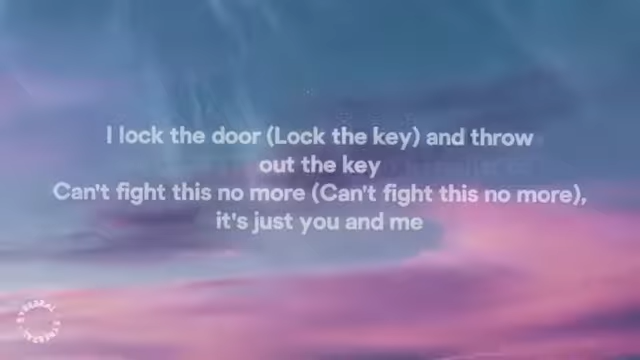 I lock the door (Lock the key) and throw
out the key
Can't fight this no more (Can't fight this no more),
it's just you and me